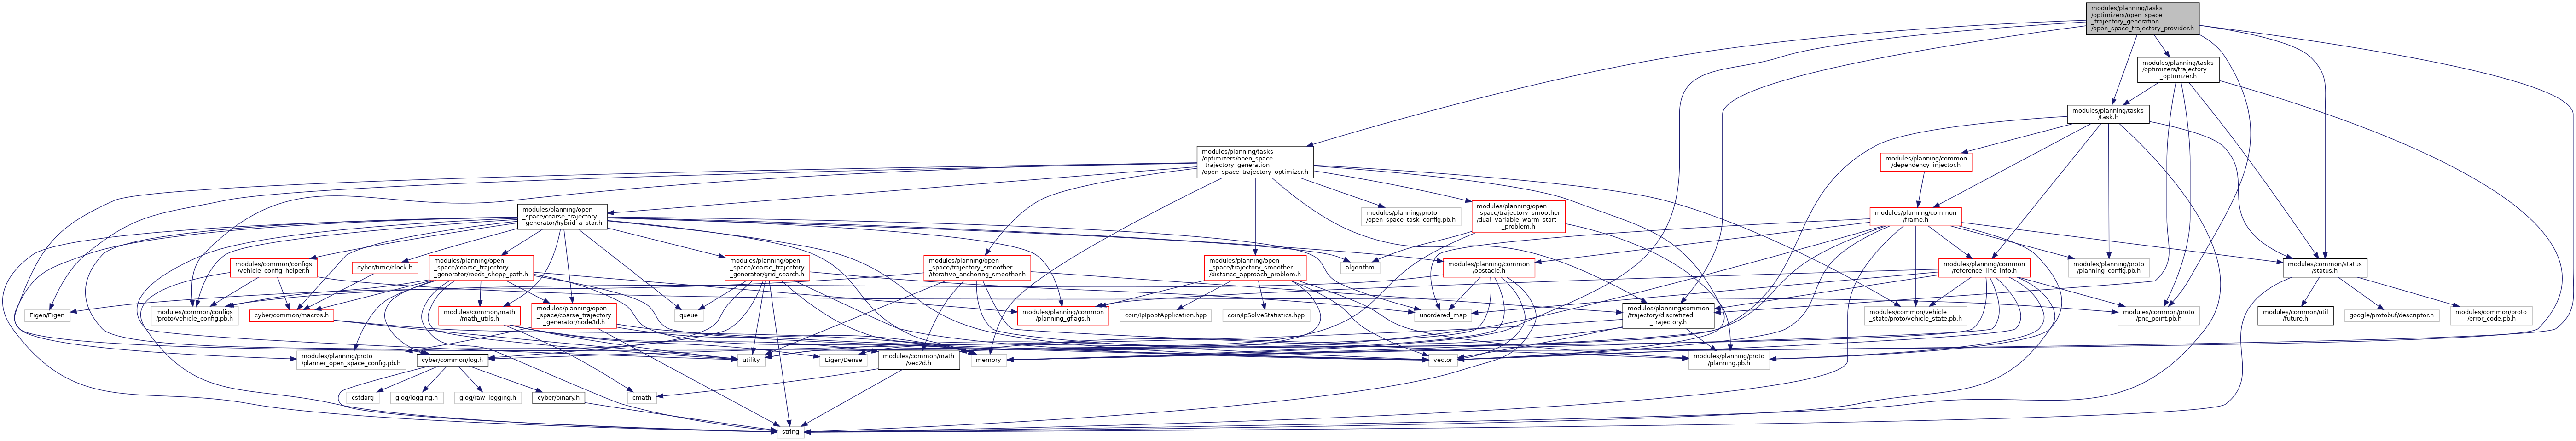 modules/planning/tasks
/optimizers/open_space
_trajectory_generation
/open_space_trajectory_provider.h
modules/planning/tasks
/optimizers/trajectory
_optimizer.h
modules/planning/tasks
/task.h
modules/planning/tasks
/optimizers/open_space
_trajectory_generation
/open_space_trajectory_optimizer.h
modules/planning/common
/dependency_injector.h
modules/planning/open
_space/coarse_trajectory
_generator/hybrid_a_star.h
modules/planning/proto
/open_space_task_config.pb.h
modules/planning/open
_space/trajectory_smoother
/dual_variable_warm_start
_problem.h
modules/planning/common
/frame.h
modules/common/configs
/vehicle_config_helper.h
cyber/time/clock.h
modules/planning/open
_space/coarse_trajectory
_generator/reeds_shepp_path.h
modules/planning/open
_space/coarse_trajectory
_generator/grid_search.h
modules/planning/open
_space/trajectory_smoother
/iterative_anchoring_smoother.h
modules/planning/open
_space/trajectory_smoother
/distance_approach_problem.h
algorithm
modules/planning/common
/obstacle.h
modules/planning/common
/reference_line_info.h
modules/planning/proto
/planning_config.pb.h
modules/common/status
/status.h
Eigen/Eigen
modules/common/configs
/proto/vehicle_config.pb.h
cyber/common/macros.h
modules/common/math
/math_utils.h
modules/planning/open
_space/coarse_trajectory
_generator/node3d.h
queue
modules/planning/common
/planning_gflags.h
coin/IpIpoptApplication.hpp
coin/IpSolveStatistics.hpp
unordered_map
modules/planning/common
/trajectory/discretized
_trajectory.h
modules/common/vehicle
_state/proto/vehicle_state.pb.h
modules/common/proto
/pnc_point.pb.h
modules/common/util
/future.h
google/protobuf/descriptor.h
modules/common/proto
/error_code.pb.h
modules/planning/proto
/planner_open_space_config.pb.h
cyber/common/log.h
utility
Eigen/Dense
modules/common/math
/vec2d.h
memory
vector
modules/planning/proto
/planning.pb.h
cstdarg
glog/logging.h
glog/raw_logging.h
cyber/binary.h
cmath
string